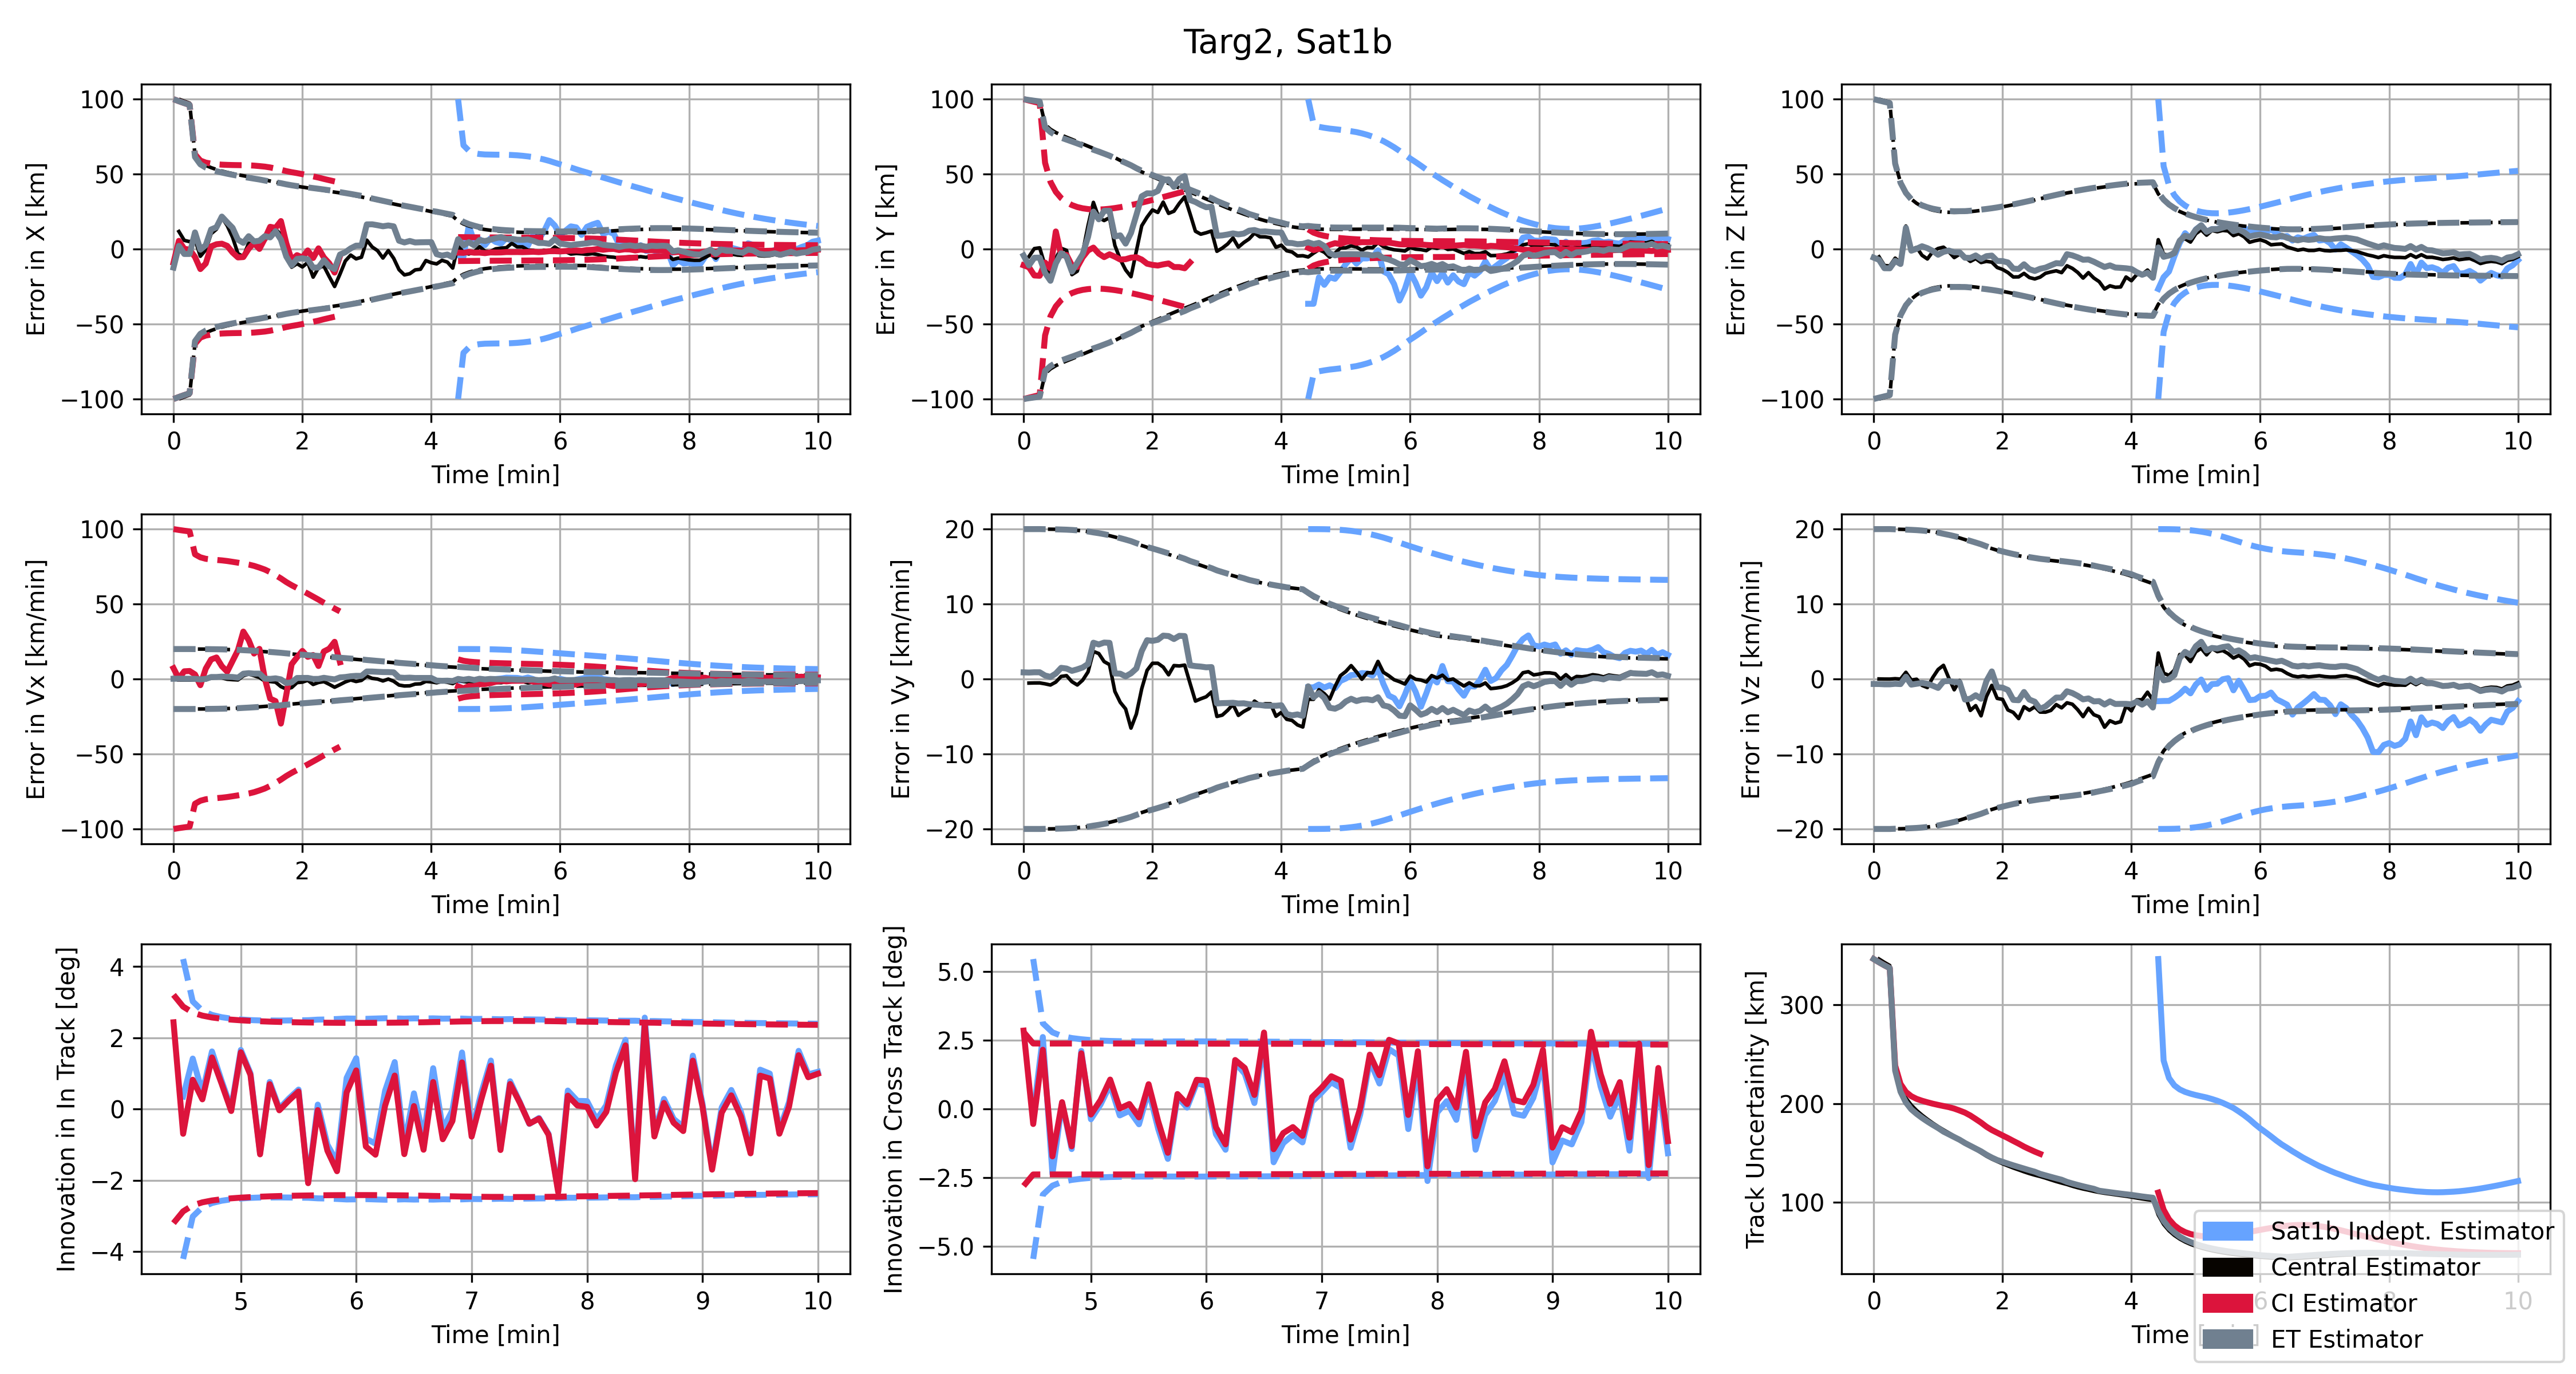 Targ2, Sat1b
Error in X [km]
100
50
0
−50
−100
0 2 4 6 8 10
Time [min]
Error in Y [km]
100
50
0
−50
−100
0 2 4 6 8 10
Time [min]
Error in Z [km]
100
50
0
−50
−100
0 2 4 6 8 10
Time [min]
Error in Vx [km/min]
100
50
0
−50
−100
0 2 4 6 8 10
Time [min]
Error in Vy [km/min]
20
10
0
−10
−20
0 2 4 6 8 10
Time [min]
Error in Vz [km/min]
20
10
0
−10
−20
0 2 4 6 8 10
Time [min]
Innovation in In Track [deg]
4
2
0
−2
−4
5 6 7 8 9 10
Time [min]
Innovation in Cross Track [deg]
5.0
2.5
0.0
−2.5
−5.0
5 6 7 8 9 10
Time [min]
Track Uncertainity [km]
300
200
100
0 2 4 6 8 10
Time
Sat1b Indept. Estimator
Central Estimator
CI Estimator
ET Estimator